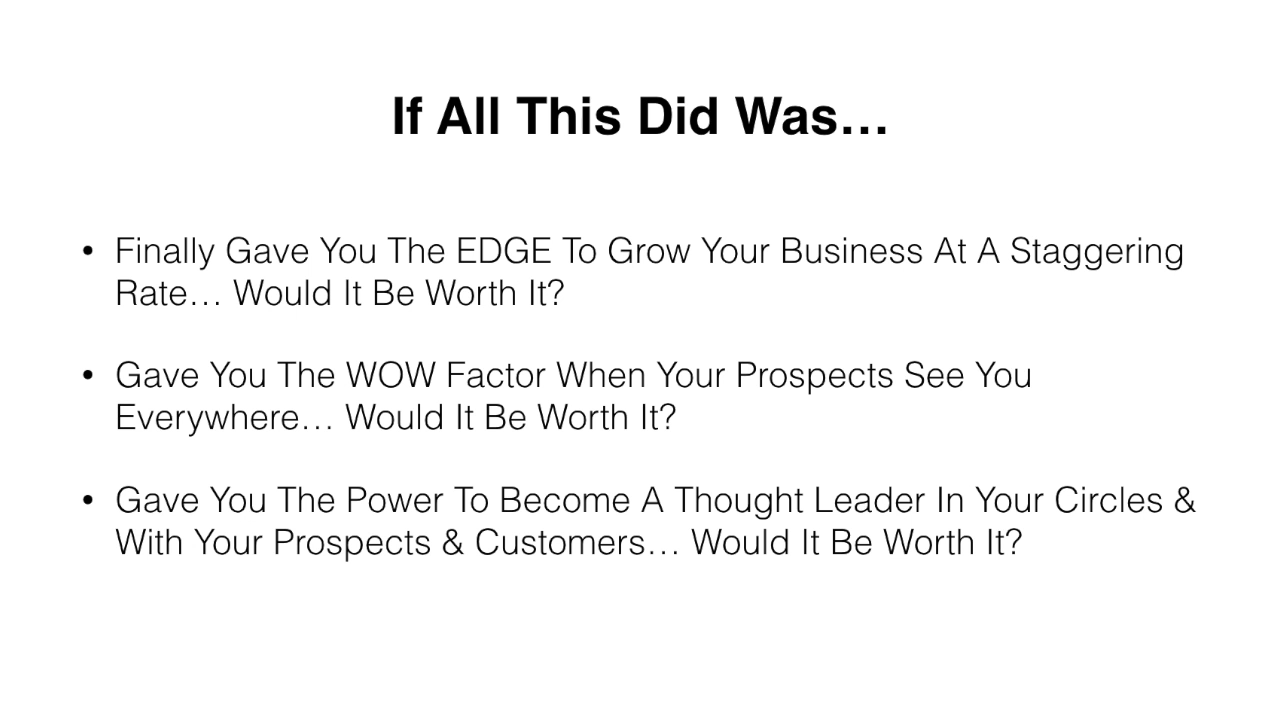 If All This Did Was…
• Finally Gave You The EDGE To Grow Your Business At A Staggering
Rate… Would It Be Worth It?
• Gave You The WOW Factor When Your Prospects See You
Everywhere… Would It Be Worth It?
• Gave You The Power To Become A Thought Leader In Your Circles &
With Your Prospects & Customers… Would It Be Worth It?